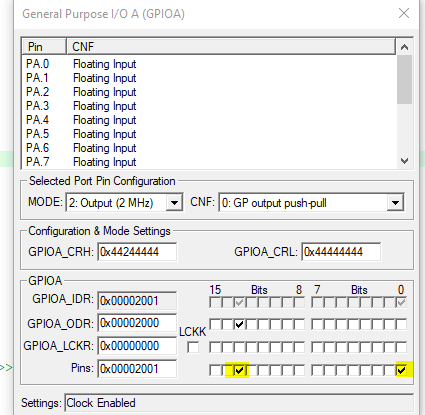 General Purpose I/O A (GPIOA)
Pin CNF
PA.0 Floating Input
PA.1 Floating Input
PA.2 Floating Input
PA.3 Floating Input
PA.4 Floating Input
PA.5 Floating Input
PA.6 Floating Input
PA.7 Floating Input
Selected Port Pin Configuration
MODE: 2: Output (2 MHz) CNF: 0: GP output push-pull
Configuration & Mode Settings
GPIOA_CRH: 0x44244444 GPIOA_CRL: 0x44444444
GPIOA
15 Bits 8 7 Bits 0
GPIOA_IDR: 0x00002001
GPIOA_ODR: 0x00002000
LCKK
GPIOA_LCKR: 0x00000000
>> Pins: 0x00002001
Settings: Clock Enabled